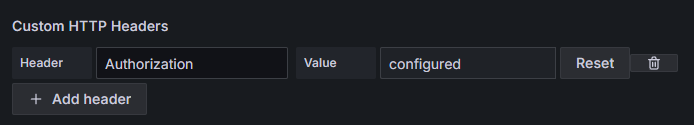 Custom HTTP Headers
Header Authorization Value configured Reset
+ Add header